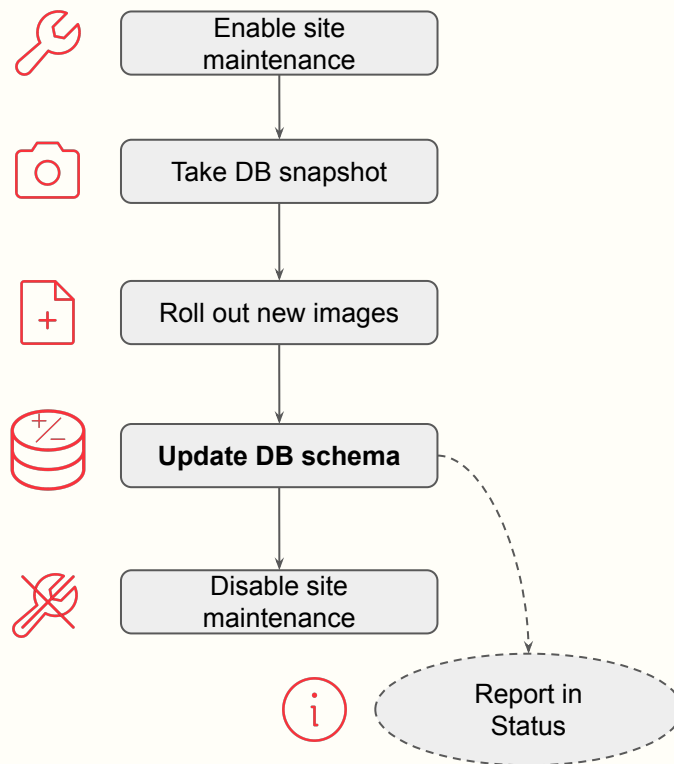 Enable site
maintenance
Take DB snapshot
Roll out new images
+
+/−
Update DB schema
Disable site
maintenance
i
Report in
Status